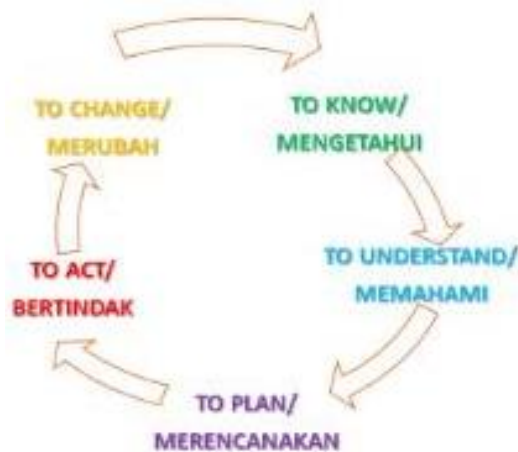 TO CHANGE/
MERUBAH
TO KNOW/
MENGETAHUI
TO UNDERSTAND/
MEMAHAMI
TO PLAN/
MERENCANAKAN
TO ACT/
BERTINDAK